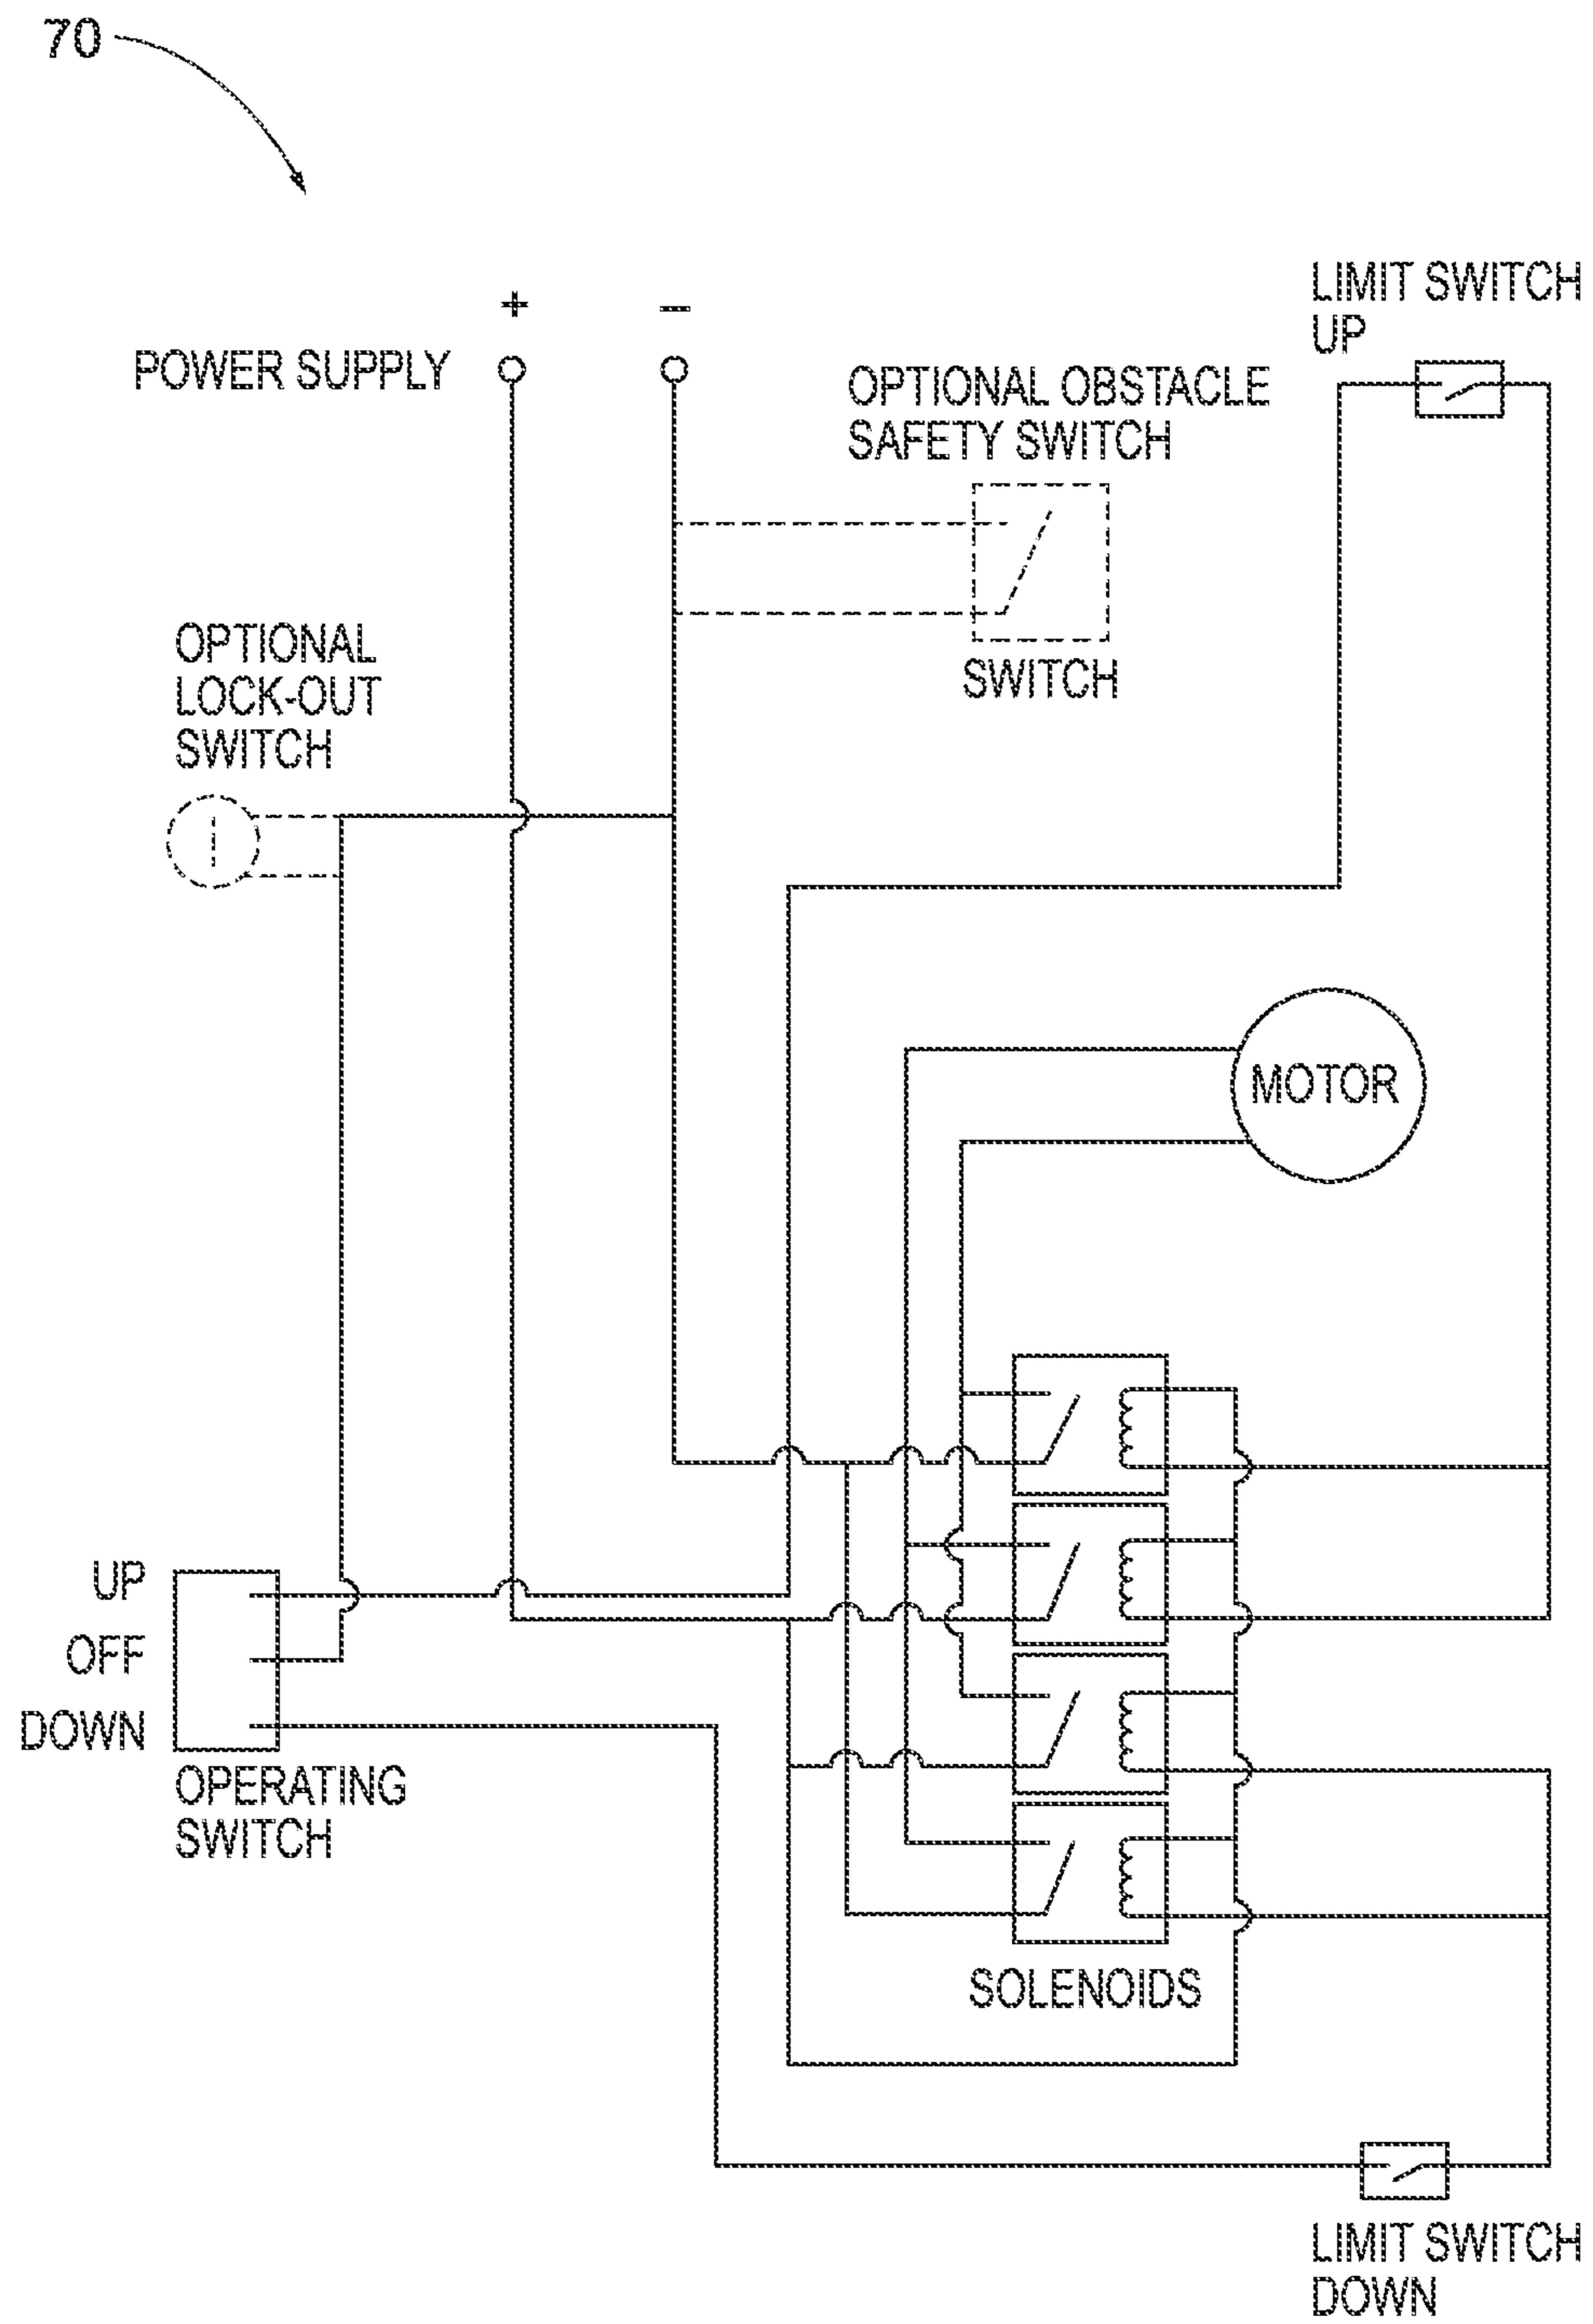 70
+ −
POWER SUPPLY
LIMIT SWITCH
UP
OPTIONAL OBSTACLE
SAFETY SWITCH
SWITCH
OPTIONAL
LOCK-OUT
SWITCH
MOTOR
UP
OFF
DOWN
OPERATING
SWITCH
SOLENOIDS
LIMIT SWITCH
DOWN